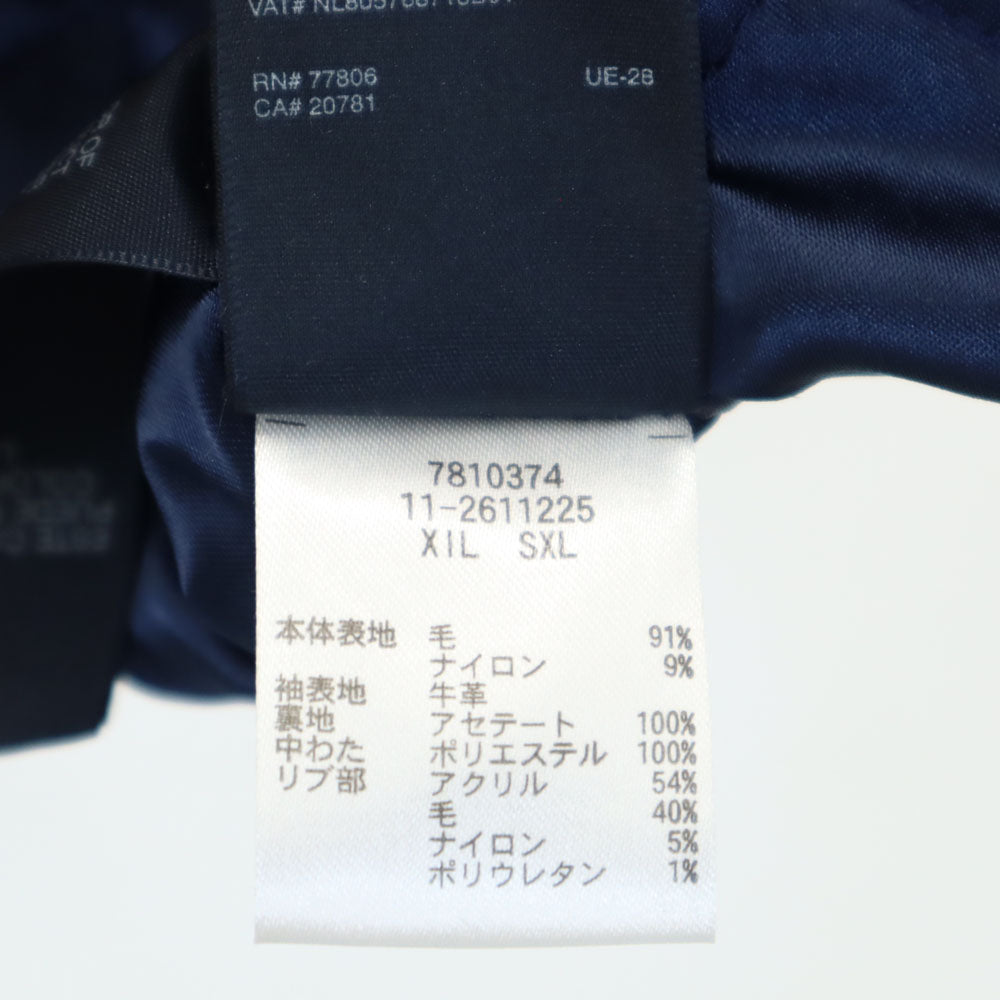 VAT# 
RN# 77806 UE-28
CA# 20781
7810374
11-2611225
XIL SXL
本体表地 毛 91%
ナイロン 9%
袖表地 牛革
裏地 アセテート 100%
中わた ポリエステル 100%
リブ部 アクリル 54%
毛 40%
ナイロン 5%
ポリウレタン 1%